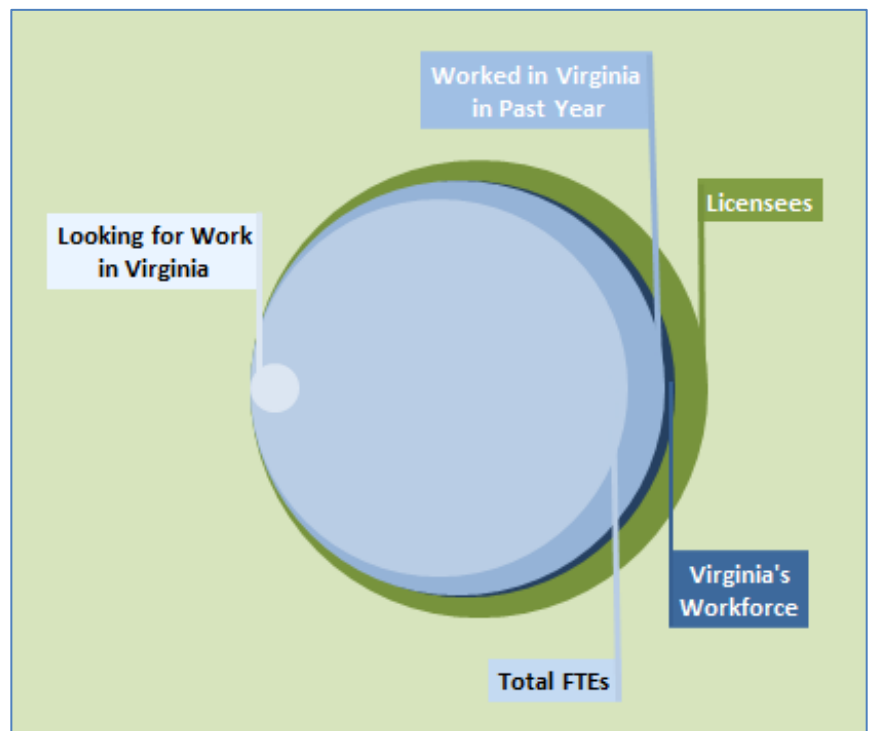 Worked in Virginia
in Past Year
Licensees
Looking for Work
in Virginia
Virginia's
Workforce
Total FTEs